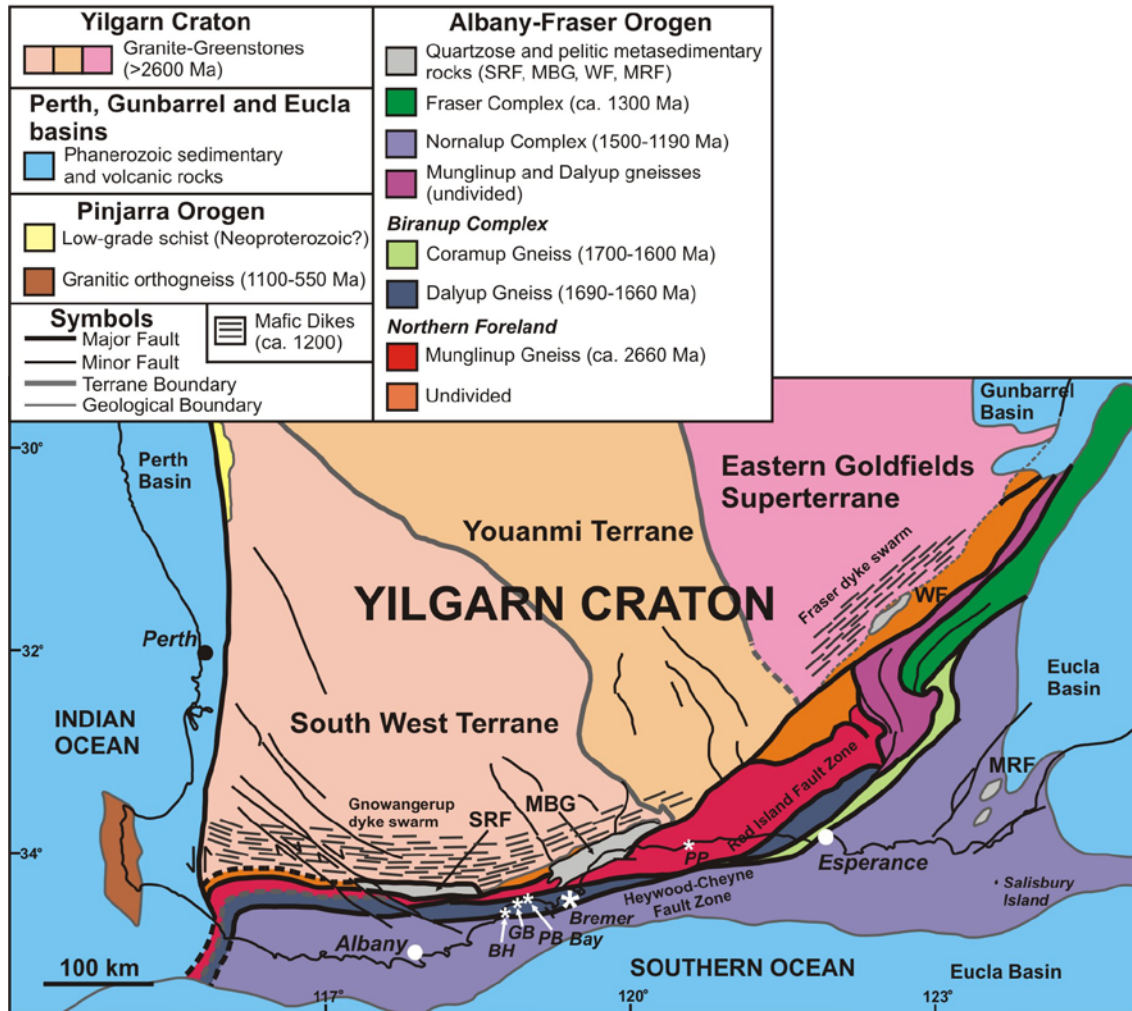 Yilgarn Craton
Granite-Greenstones
(>2600 Ma)
Perth, Gunbarrel and Eucla
basins
Phanerozoic sedimentary
and volcanic rocks
Pinjarra Orogen
Low-grade schist (Neoproterozoic?)
Granitic orthogneiss (1100-550 Ma)
Symbols
Major Fault
Minor Fault
Terrane Boundary
Geological Boundary
Mafic Dikes
(ca. 1200)
Albany-Fraser Orogen
Quartzose and pelitic metasedimentary
rocks (SRF, MBG, WF, MRF)
Fraser Complex (ca. 1300 Ma)
Nornalup Complex (1500-1190 Ma)
Munglinup and Dalyup gneisses
(undivided)
Biranup Complex
Coramup Gneiss (1700-1600 Ma)
Dalyup Gneiss (1690-1660 Ma)
Northern Foreland
Munglinup Gneiss (ca. 2660 Ma)
Undivided
Gunbarrel
Basin
30°
Perth
Basin
Eastern Goldfields
Superterrane
Youanmi Terrane
Fraser dyke swarm
WF
YILGARN CRATON
Perth
32°
Eucla
Basin
INDIAN
OCEAN
South West Terrane
MRF
Gnowangerup
dyke swarm
SRF
MBG
Red Island Fault Zone
PP
34°
Esperance
Heywood-Cheyne
Fault Zone
Salisbury
Island
Bremer
Bay
BH
GB
PB
Albany
100 km
SOUTHERN OCEAN
Eucla Basin
117°
120°
123°